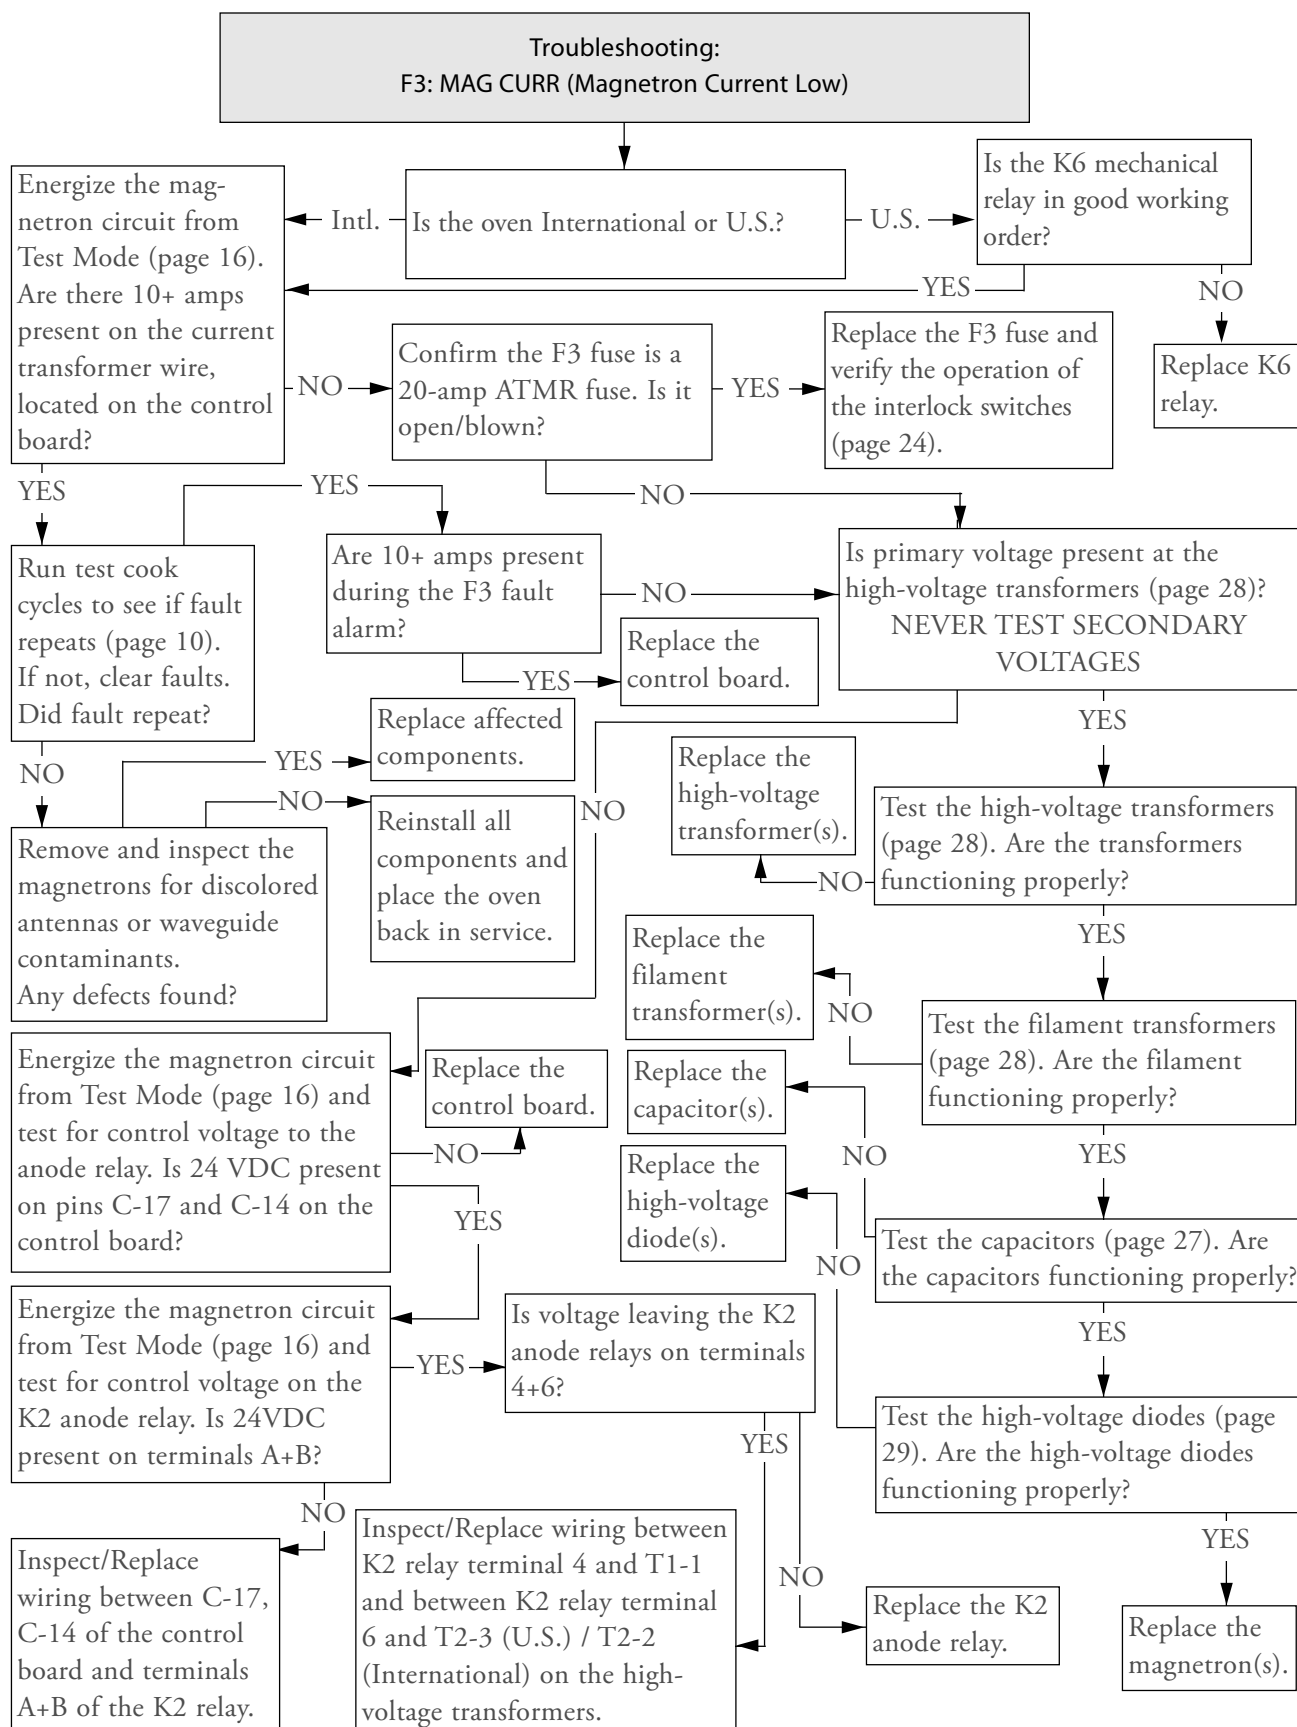 Troubleshooting:
F3: MAG CURR (Magnetron Current Low)
Is the oven International or U.S.?
Intl.
U.S.
Is the K6 mechanical
relay in good working
order?
YES
NO
Replace K6
relay.
Energize the mag-
netron circuit from
Test Mode (page 16).
Are there 10+ amps
present on the current
transformer wire,
located on the control
board?
NO
Confirm the F3 fuse is a
20-amp ATMR fuse. Is it
open/blown?
YES
Replace the F3 fuse and
verify the operation of
the interlock switches
(page 24).
YES
YES
NO
Run test cook
cycles to see if fault
repeats (page 10).
If not, clear faults.
Did fault repeat?
Are 10+ amps present
during the F3 fault
alarm?
NO
YES
Replace the
control board.
Is primary voltage present at the
high-voltage transformers (page 28)?
NEVER TEST SECONDARY
VOLTAGES
NO
YES
Replace affected
components.
NO
Reinstall all
components and
place the oven
back in service.
Remove and inspect the
magnetrons for discolored
antennas or waveguide
contaminants.
Any defects found?
NO
YES
Replace the
high-voltage
transformer(s).
NO
Test the high-voltage transformers
(page 28). Are the transformers
functioning properly?
YES
Replace the
filament
transformer(s).
NO
Test the filament transformers
(page 28). Are the filament
functioning properly?
YES
Energize the magnetron circuit
from Test Mode (page 16) and
test for control voltage to the
anode relay. Is 24 VDC present
on pins C-17 and C-14 on the
control board?
NO
Replace the
control board.
YES
Replace the
capacitor(s).
NO
Test the capacitors (page 27). Are
the capacitors functioning properly?
YES
Replace the
high-voltage
diode(s).
NO
Test the high-voltage diodes (page
29). Are the high-voltage diodes
functioning properly?
YES
Replace the
magnetron(s).
Energize the magnetron circuit
from Test Mode (page 16) and
test for control voltage on the
K2 anode relay. Is 24VDC
present on terminals A+B?
YES
Is voltage leaving the K2
anode relays on terminals
4+6?
NO
Inspect/Replace
wiring between C-17,
C-14 of the control
board and terminals
A+B of the K2 relay.
YES
Inspect/Replace wiring between
K2 relay terminal 4 and T1-1
and between K2 relay terminal
6 and T2-3 (U.S.) / T2-2
(International) on the high-
voltage transformers.
NO
Replace the K2
anode relay.